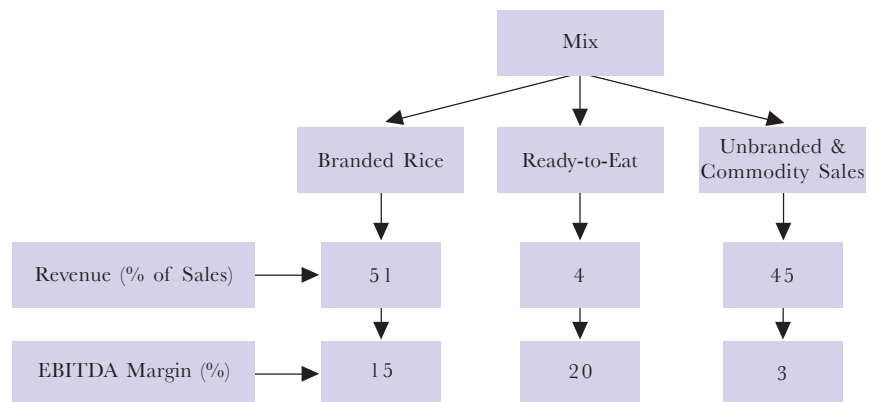 Mix
Branded Rice
Ready-to-Eat
Unbranded &
Commodity Sales
Revenue (% of Sales)
51
4
45
EBITDA Margin (%)
15
20
3